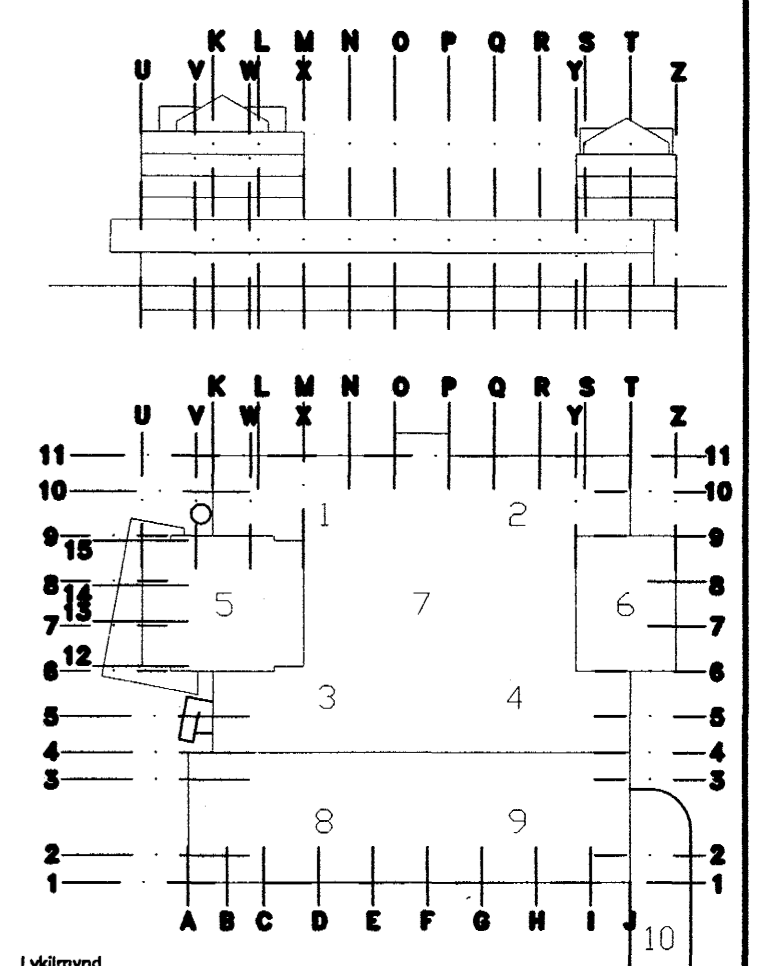 K L M N O P Q R S T
U V W X Y Z
K L M N O P Q R S T
U V W X Y Z
11 11
10 10
1 2
9 9
15
8 8
14
5 7 6
13
7 7
12
6 6
3 4
5 5
4 4
3 3
8 9
2 2
1 1
A B C D E F G H I J
10
Lykilmynd